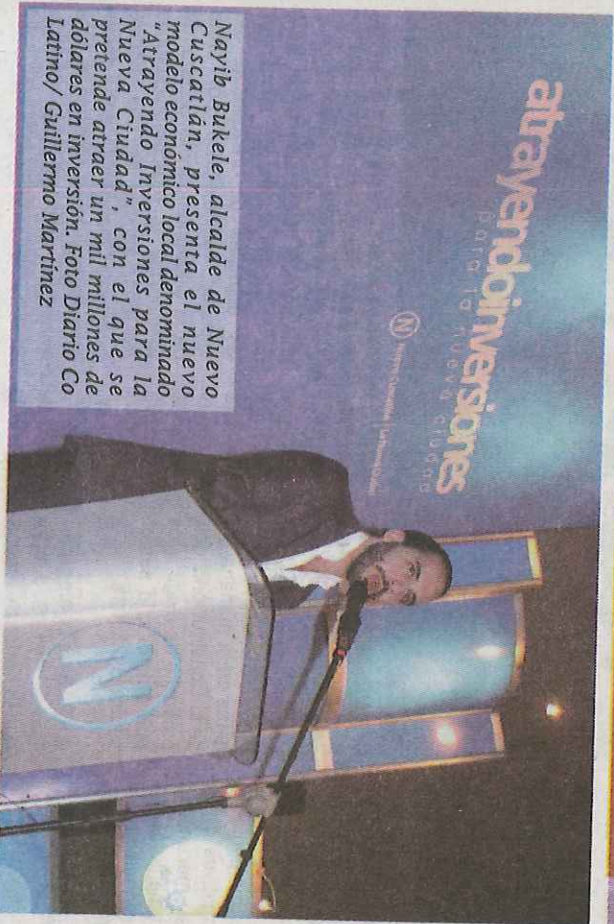 atrayendoinversiones
para la nueva ciudad
N
N
Nayib Bukele, alcalde de Nuevo
Cuscatlán, presenta el nuevo
modelo económico local denominado
"Atrayendo Inversiones para la
Nueva Ciudad", con el que se
pretende atraer un mil millones de
dólares en inversión. Foto Diario Co
Latino/ Guillermo Martínez